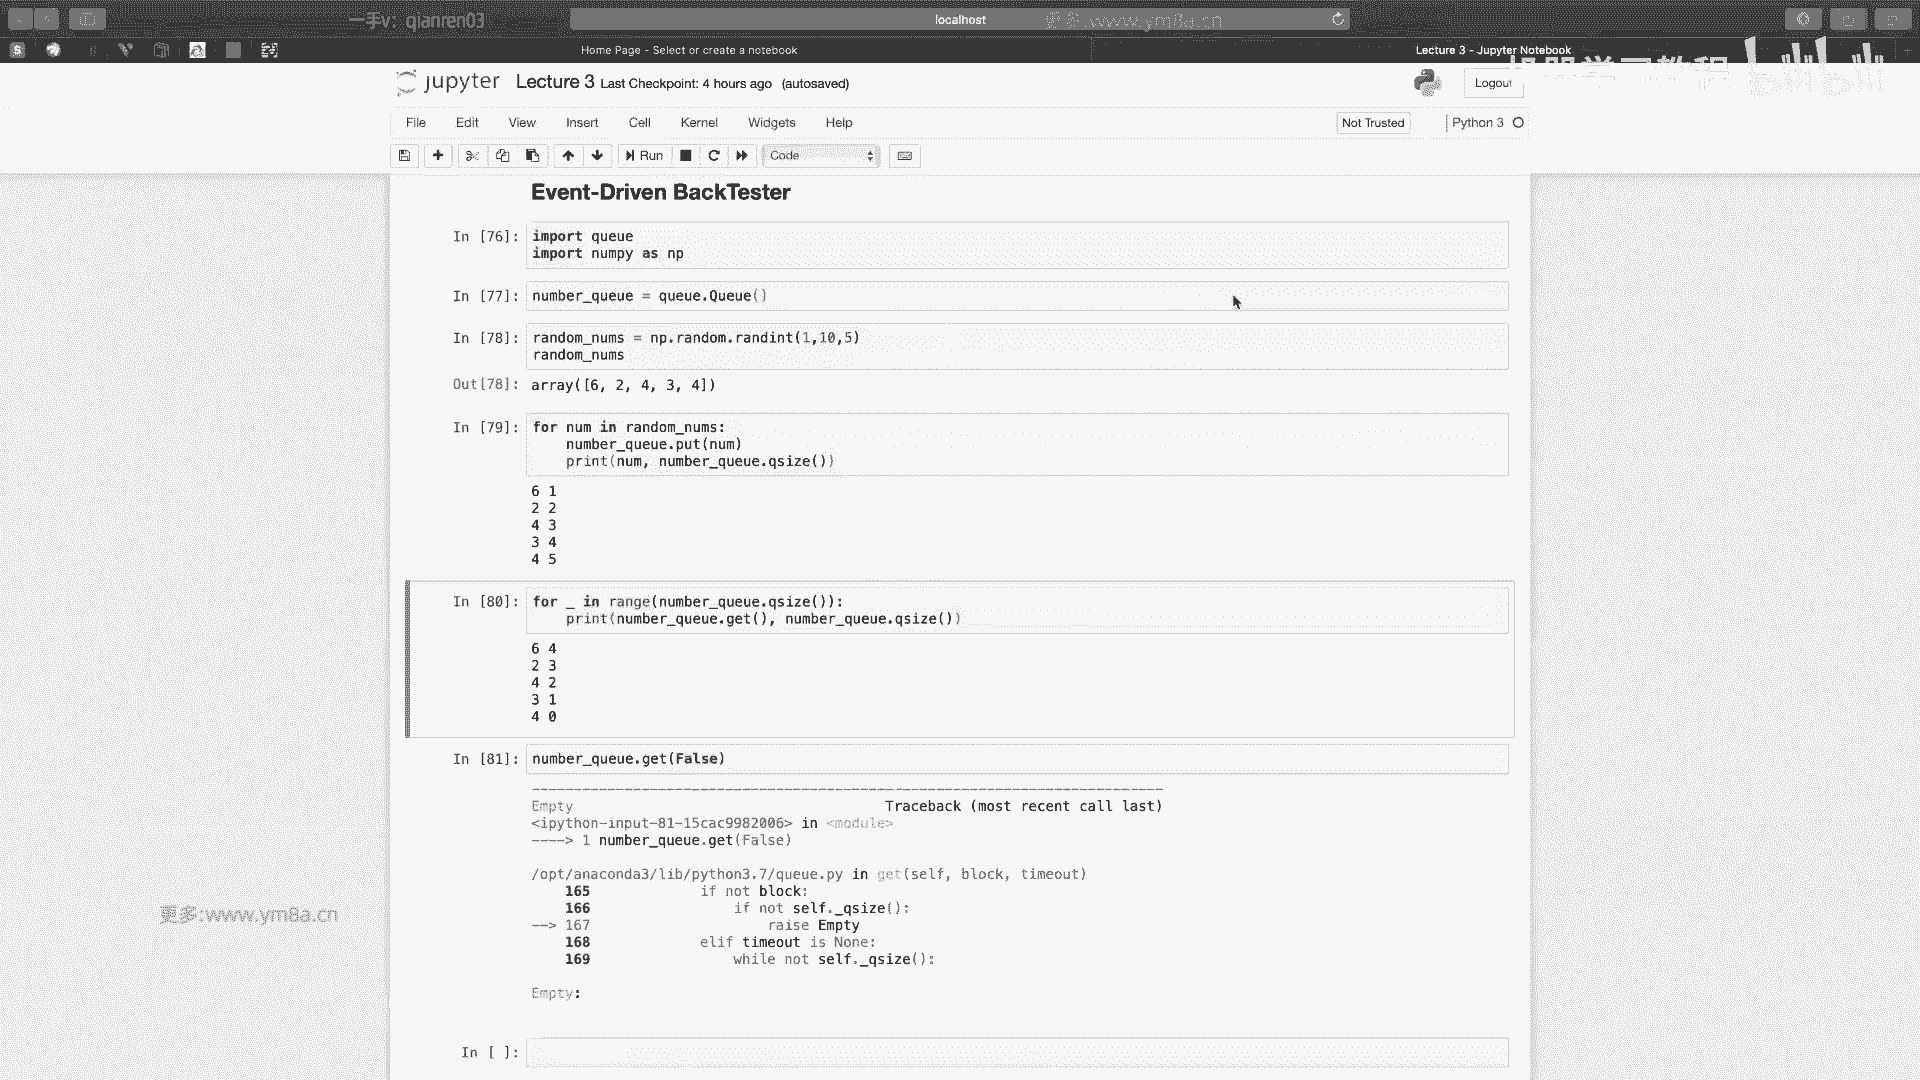 一手v：qianren03
localhost
更多:www.ym8a.cn
Home Page - Select or create a notebook
Lecture 3 - Jupyter Notebook
jupyter Lecture 3 Last Checkpoint: 4 hours ago (autosaved)
Logout
File Edit View Insert Cell Kernel Widgets Help
Not Trusted
Python 3
Run
Code
Event-Driven BackTester
In [76]: import queue
import numpy as np
In [77]: number_queue = queue.Queue()
In [78]: random_nums = np.random.randint(1,10,5)
random_nums
Out[78]: array([6, 2, 4, 3, 4])
In [79]: for num in random_nums:
number_queue.put(num)
print(num, number_queue.qsize())
6 1
2 2
4 3
3 4
4 5
In [80]: for _ in range(number_queue.qsize()):
print(number_queue.get(), number_queue.qsize())
6 4
2 3
4 2
3 1
4 0
In [81]: number_queue.get(False)
---------------------------------------------------------------------------
Empty Traceback (most recent call last)
<ipython-input-81-15cac9982006> in <module>
----> 1 number_queue.get(False)
/opt/anaconda3/lib/python3.7/queue.py in get(self, block, timeout)
165 if not block:
166 if not self._qsize():
--> 167 raise Empty
168 elif timeout is None:
169 while not self._qsize():
Empty:
In [ ]:
更多:www.ym8a.cn